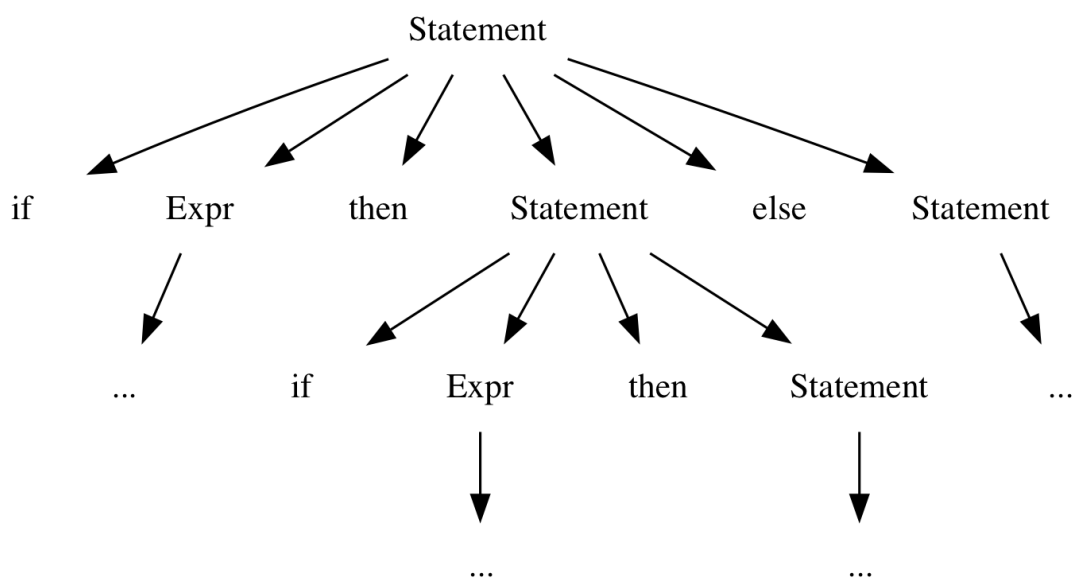 Statement
if Expr then Statement else Statement
... if Expr then Statement ...
... ...